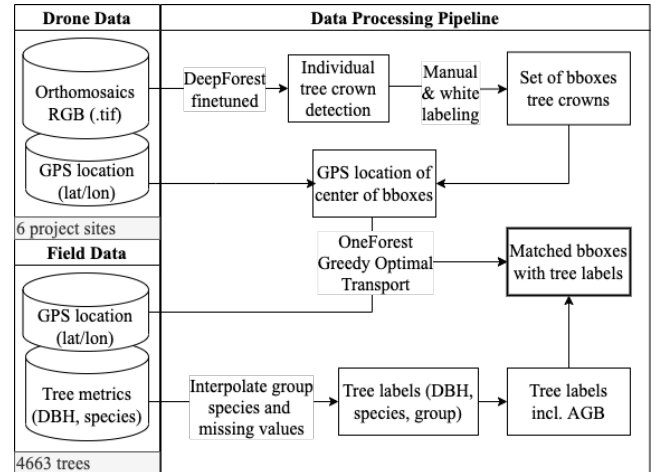 Drone Data
Data Processing Pipeline
Orthomosaics
RGB (.tif)
DeepForest
finetuned
Individual
tree crown
detection
Manual
& white
labeling
Set of bboxes
tree crowns
GPS location
(lat/lon)
GPS location of
center of bboxes
6 project sites
Field Data
OneForest
Greedy Optimal
Transport
Matched bboxes
with tree labels
GPS location
(lat/lon)
Tree metrics
(DBH, species)
Interpolate group
species and
missing values
Tree labels (DBH,
species, group)
Tree labels
incl. AGB
4663 trees